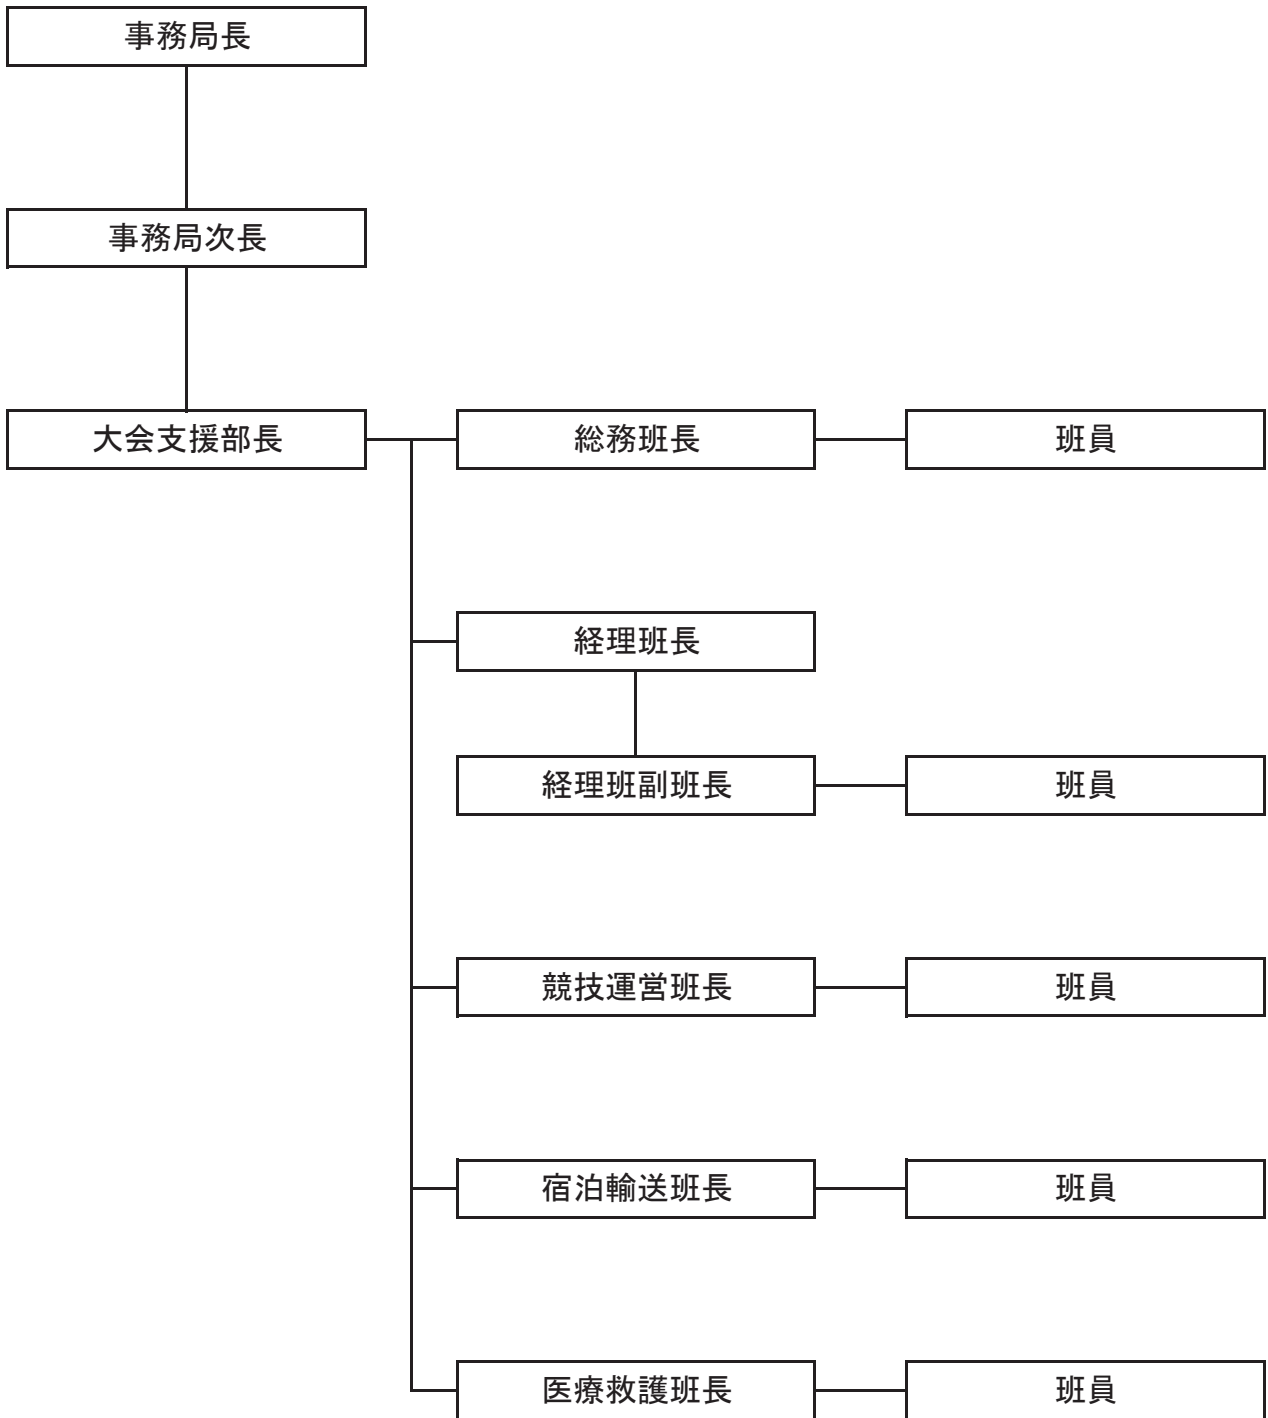 事務局長
事務局次長
大会支援部長
総務班長
班員
経理班長
経理班副班長
班員
競技運営班長
班員
宿泊輸送班長
班員
医療救護班長
班員